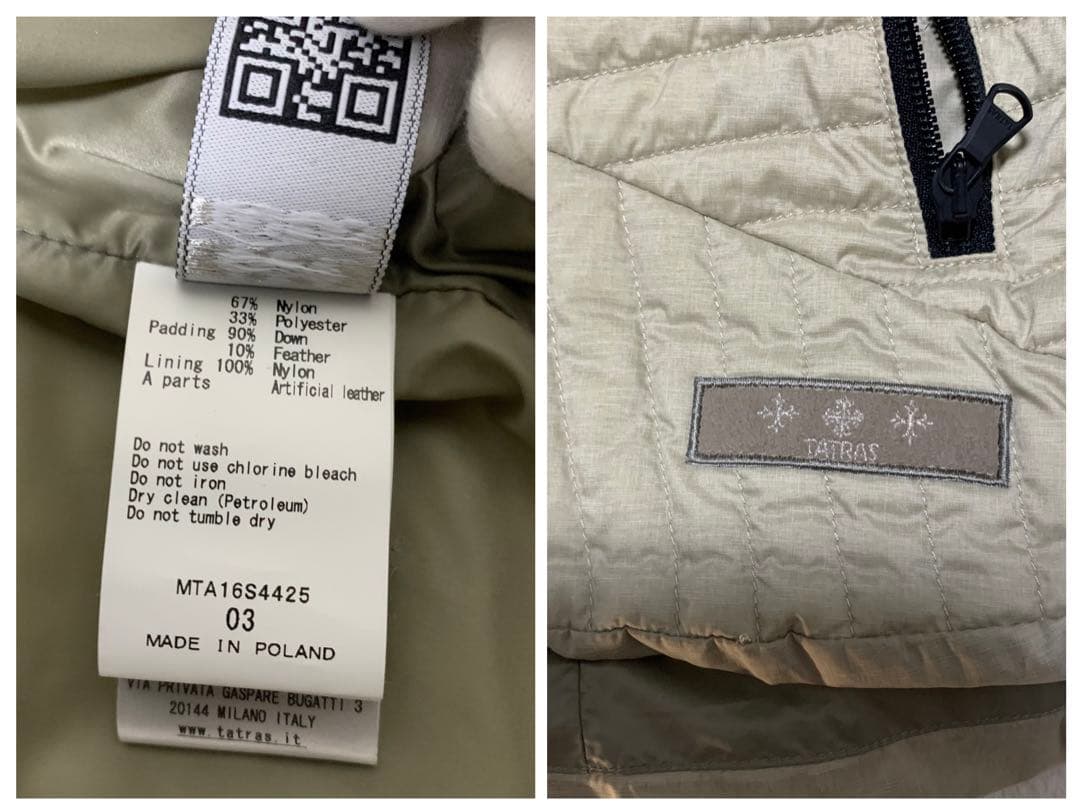 67% Nylon
33% Polyester
Padding 90% Down
10% Feather
Lining 100% Nylon
A parts Artificial leather
Do not wash
Do not use chlorine bleach
Do not iron
Dry clean (Petroleum)
Do not tumble dry
MTA16S4425
03
MADE IN POLAND
VIA PRIVATA GASPARE BUGATTI 3
20144 MILANO ITALY
www.tatras.it
TATRAS